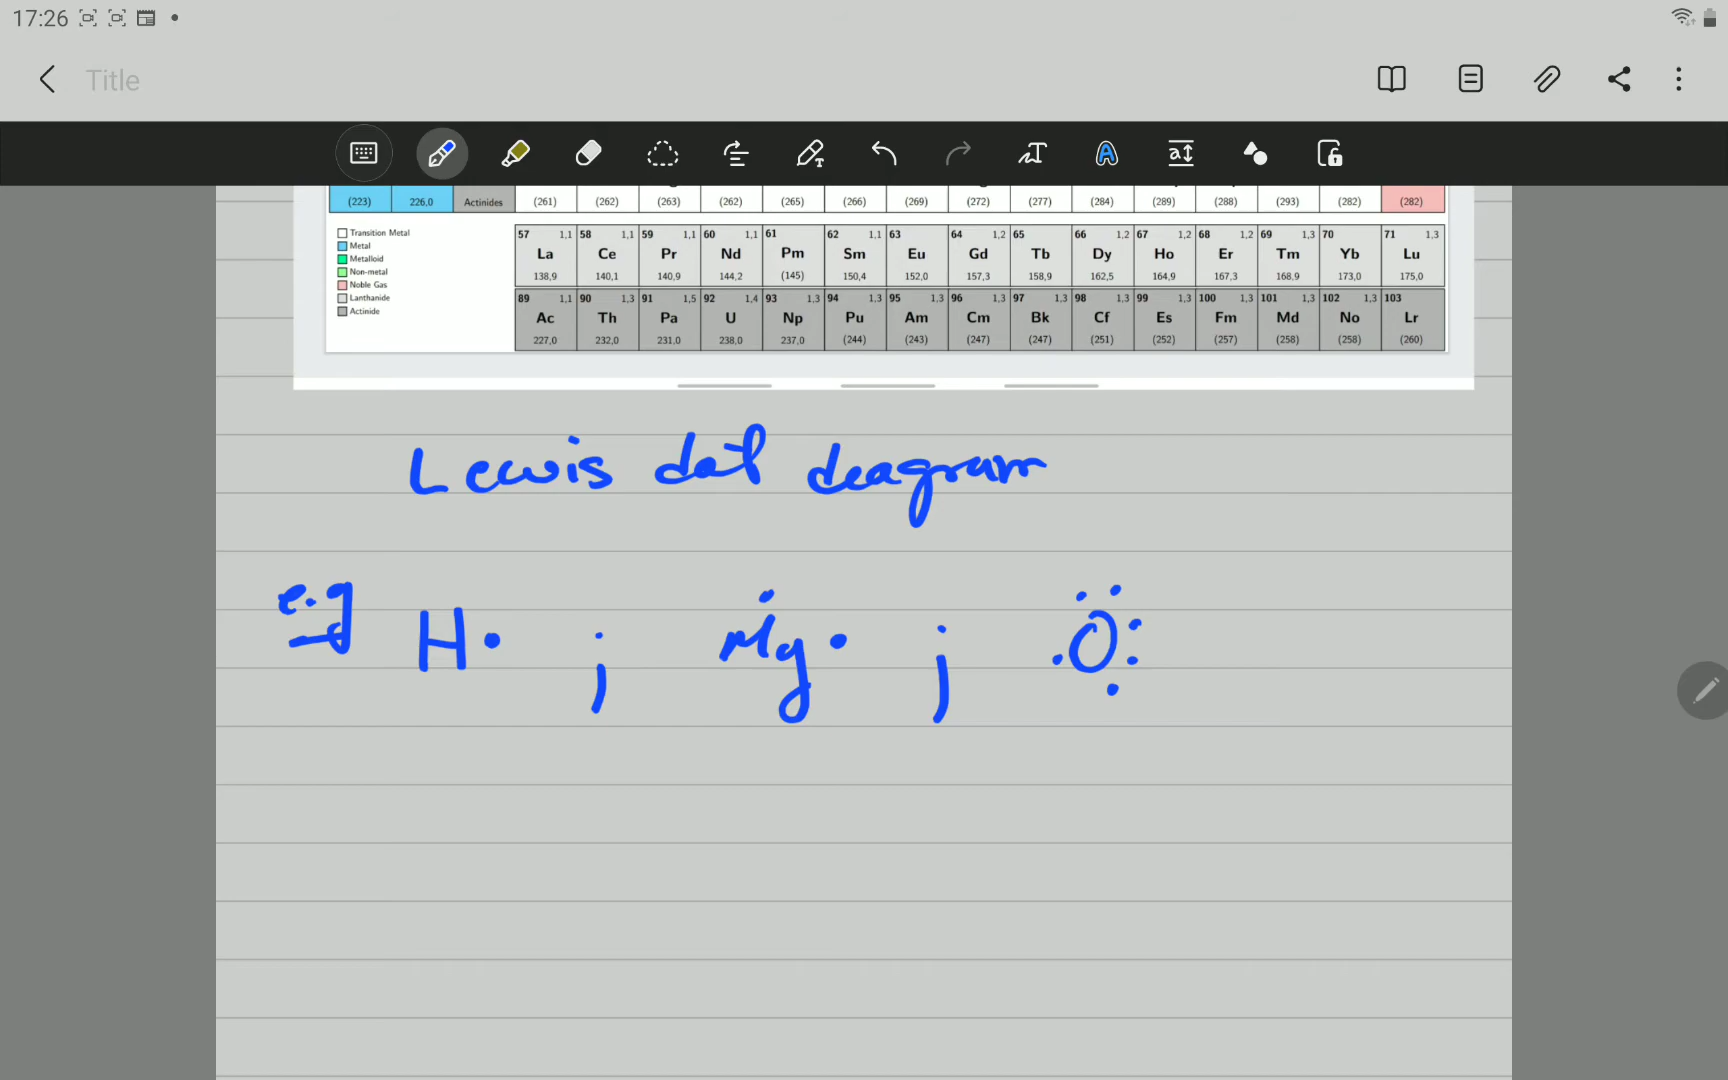 17:26
Title
(223) 226,0 Actinides (261) (262) (263) (262) (265) (266) (269) (272) (277) (284) (289) (288) (293) (282) (282)
Transition Metal
Metal
Metalloid
Non-metal
Noble Gas
Lanthanide
Actinide
57 1,1 58 1,1 59 1,1 60 1,1 61 62 1,1 63 64 1,2 65 66 1,2 67 1,2 68 1,2 69 1,3 70 71 1,3
La Ce Pr Nd Pm Sm Eu Gd Tb Dy Ho Er Tm Yb Lu
138,9 140,1 140,9 144,2 (145) 150,4 152,0 157,3 158,9 162,5 164,9 167,3 168,9 173,0 175,0
89 1,1 90 1,3 91 1,5 92 1,4 93 1,3 94 1,3 95 1,3 96 1,3 97 1,3 98 1,3 99 1,3 100 1,3 101 1,3 102 1,3 103
Ac Th Pa U Np Pu Am Cm Bk Cf Es Fm Md No Lr
227,0 232,0 231,0 238,0 237,0 (244) (243) (247) (247) (251) (252) (257) (258) (258) (260)
Lewis dot deagram
e.g H• ; Mg• ; O